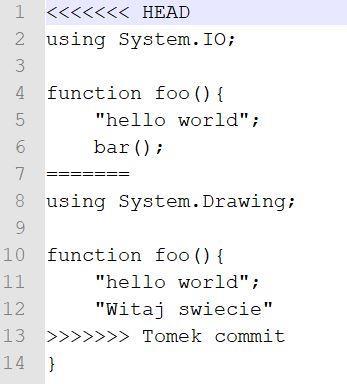 1 <<<<<<< HEAD
2 using System.IO;
3
4 function foo(){
5     "hello world";
6     bar();
7 =======
8 using System.Drawing;
9
10 function foo(){
11     "hello world";
12     "Witaj swiecie"
13 >>>>>>> Tomek commit
14 }